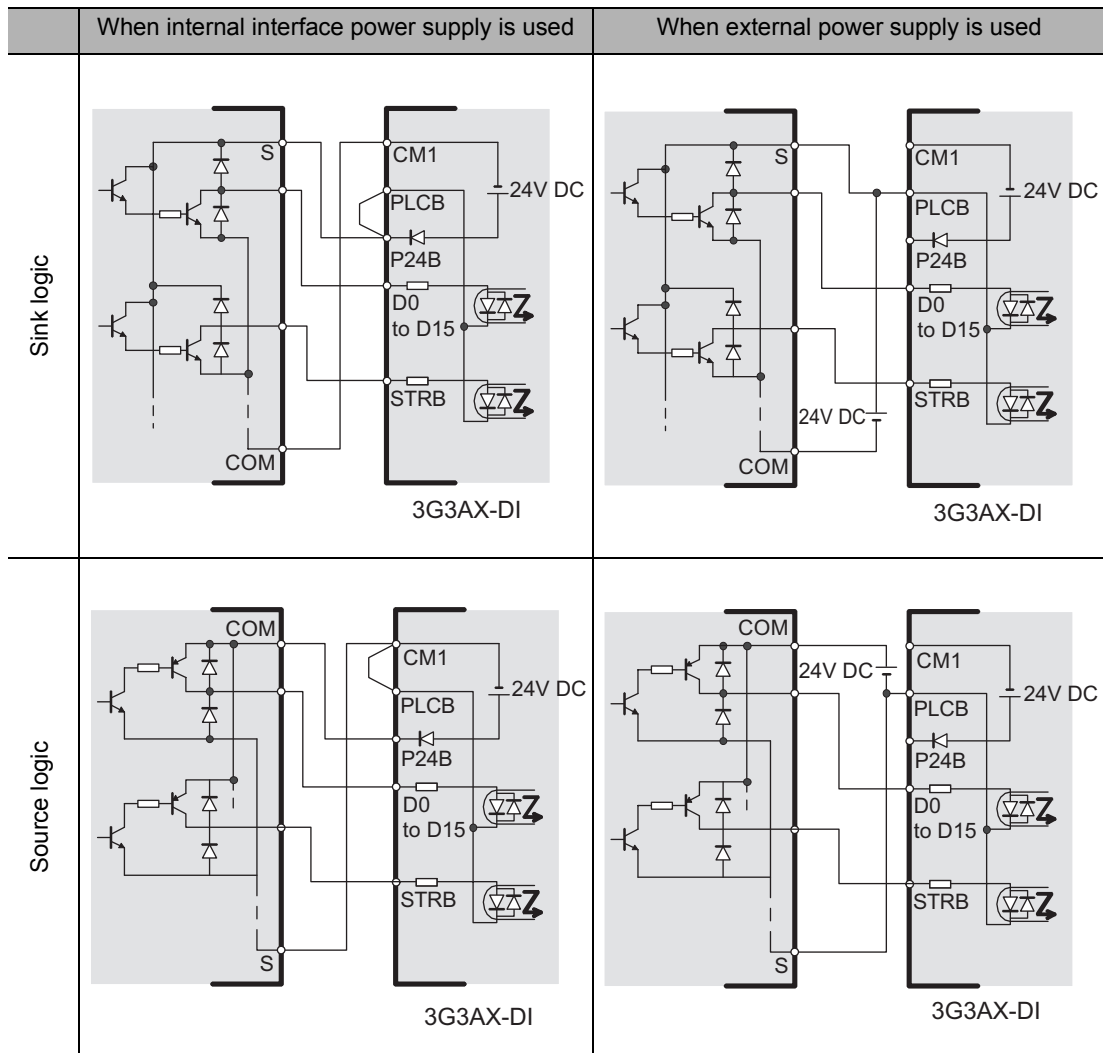 When internal interface power supply is used
When external power supply is used
Sink logic
S
CM1
PLCB
24V DC
P24B
D0
to D15
STRB
COM
3G3AX-DI
S
CM1
PLCB
24V DC
P24B
D0
to D15
STRB
24V DC
COM
3G3AX-DI
Source logic
COM
CM1
PLCB
24V DC
P24B
D0
to D15
STRB
S
3G3AX-DI
COM
24V DC
CM1
PLCB
24V DC
P24B
D0
to D15
STRB
S
3G3AX-DI